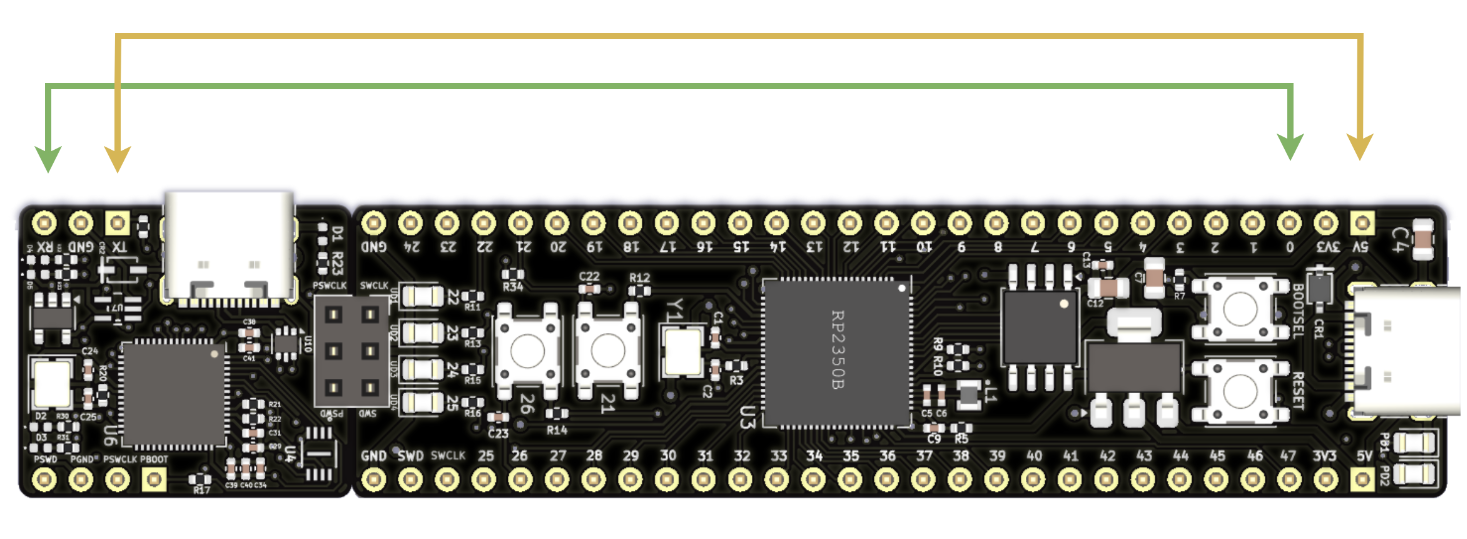 RX GND TX
GND 24 23 22 21 20 19 18 17 16 15 14 13 12 11 10 9 8 7 6 5 4 3 2 1 0 3V3 5V
D1
R23
C4
PSWCLK SWCLK
UD1
22
R11
R34
C22
R12
Y1
C1
C13
C12
C7
R7
BOOTSEL
CR1
U7
C38
C41
U10
UD2
23
R13
RP2350B
C24
R20
C25
UD3
24
R15
C2
R3
R9
R10
L1
RESET
D2
R30
D3
R31
U6
R21
R22
C31
U4
PSWD SWD
UD4
25
R16
26
21
C23
R14
U3
C5 C6
C9
R5
PD1
PD2
PSWD PGND PSWCLK PBOOT
R17
C39 C40 C34
GND SWD SWCLK 25 26 27 28 29 30 31 32 33 34 35 36 37 38 39 40 41 42 43 44 45 46 47 3V3 5V